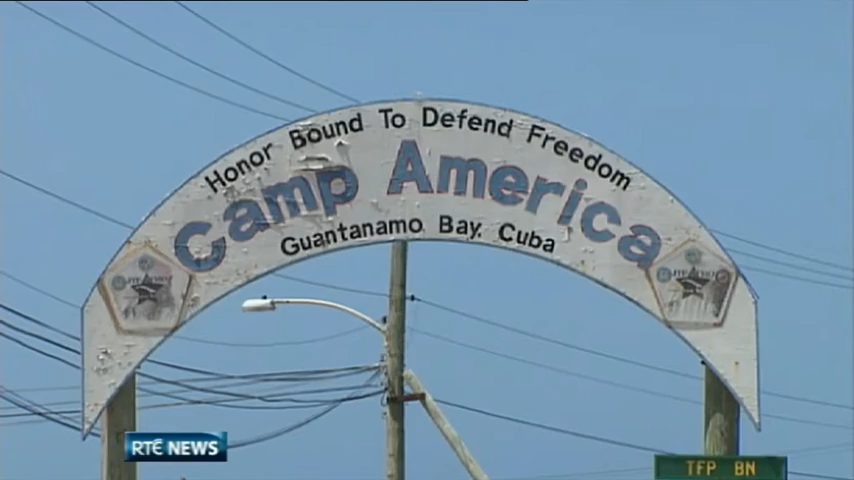 Honor Bound To Defend Freedom
Camp America
Guantanamo Bay, Cuba
RTÉ NEWS
TFP BN